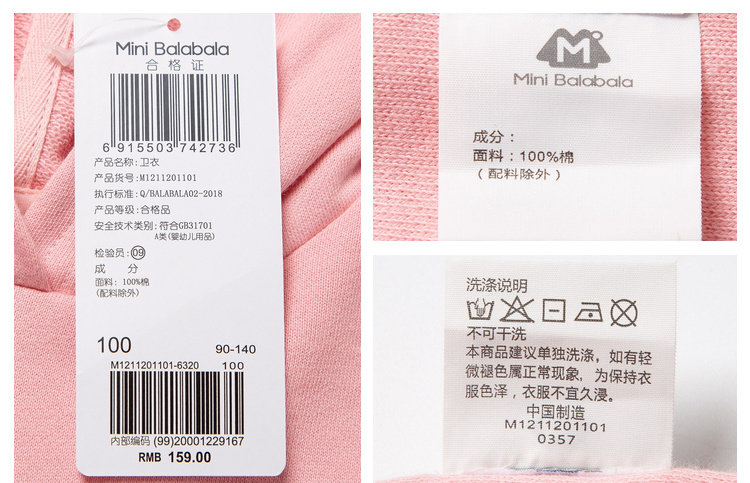 Mini Balabala
合格证
6 915503 742736
产品名称：卫衣
产品货号：M1211201101
执行标准：Q/BALABALA02-2018
产品等级：合格品
安全技术类别：符合GB31701
A类(婴幼儿用品)
检验员：09
成 分
面料：100%棉
(配料除外)
100 90-140
M1211201101-6320 100
内部编码 (99)20001229167
RMB 159.00
M
Mini Balabala
成分：
面料：100%棉
（配料除外）
洗涤说明
不可干洗
本商品建议单独洗涤，如有轻
微褪色属正常现象，为保持衣
服色泽，衣服不宜久浸。
中国制造
M1211201101
0357